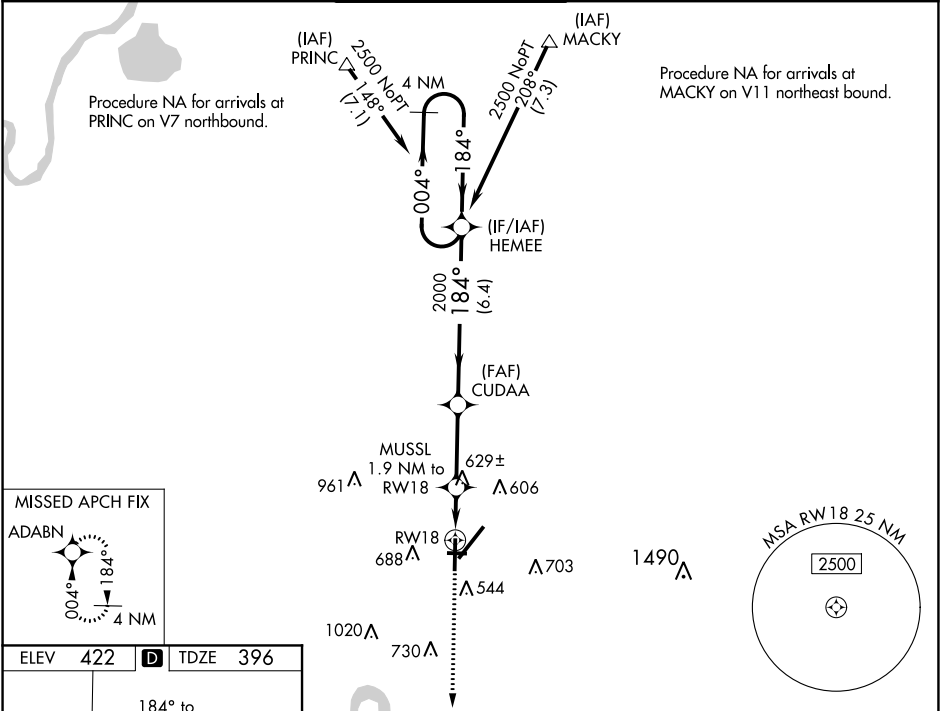 (IAF)
MACKY
(IAF)
PRINC
2500 NoPT
148°
(7.1)
4 NM
2500 NoPT
208°
(7.3)
Procedure NA for arrivals at
PRINC on V7 northbound.
Procedure NA for arrivals at
MACKY on V11 northeast bound.
004°
184°
(IF/IAF)
HEMEE
2000
184°
(6.4)
(FAF)
CUDAA
MUSSL
1.9 NM to
RW18
629±
961
606
MISSED APCH FIX
ADABN
004°
184°
4 NM
RW18
688
703
1490
544
1020
730
MSA RW18 25 NM
2500
ELEV 422 D TDZE 396
184° to